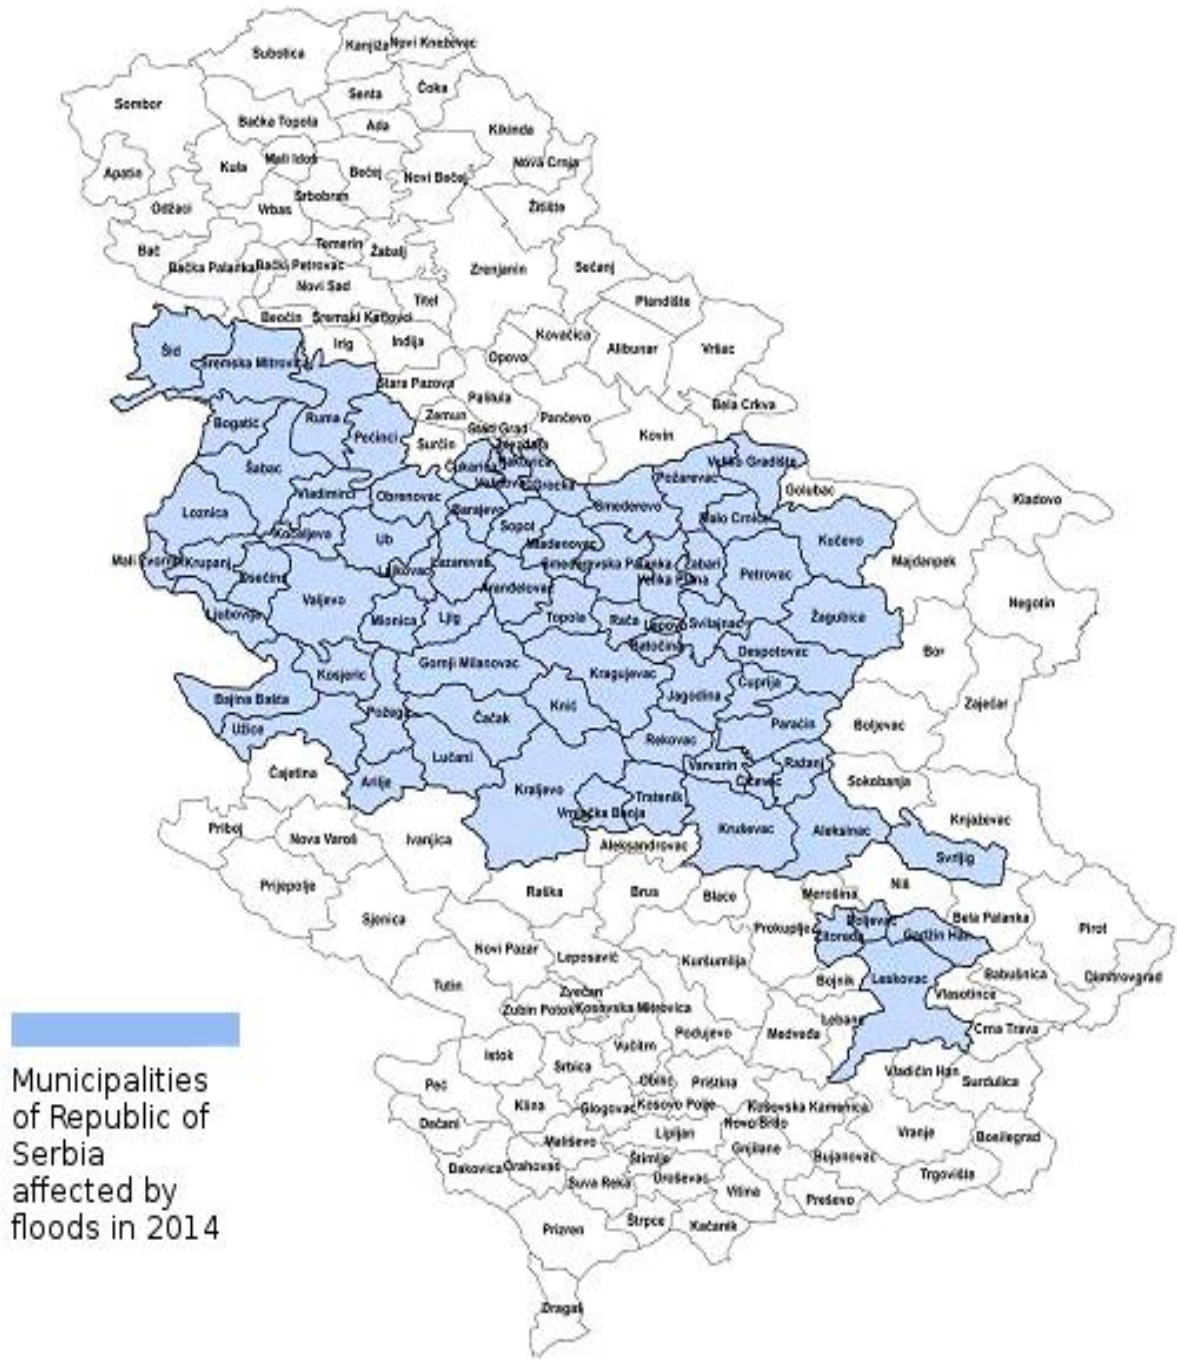 Subotica
Kanjiža
Novi Kneževac
Sombor
Senta
Čoka
Bačka Topola
Ada
Kikinda
Apatin
Kula
Mali Iđoš
Bečej
Novi Bečej
Nova Crnja
Odžaci
Vrbas
Srbobran
Žitište
Bač
Bačka Palanka
Bački Petrovac
Temerin
Žabalj
Zrenjanin
Sečanj
Novi Sad
Titel
Plandište
Beočin
Sremski Karlovci
Irig
Inđija
Opovo
Kovačica
Alibunar
Vršac
Šid
Sremska Mitrovica
Stara Pazova
Palilula
Bela Crkva
Bogatić
Ruma
Pećinci
Zemun
Surčin
Stari Grad
Pančevo
Kovin
Šabac
Vladimirci
Obrenovac
Čukarica
Grocka
Smederevo
Požarevac
Veliko Gradište
Golubac
Kladovo
Loznica
Koceljeva
Ub
Barajevo
Sopot
Mladenovac
Malo Crniće
Kučevo
Majdanpek
Mali Zvornik
Krupanj
Osečina
Lajkovac
Lazarevac
Smederevska Palanka
Velika Plana
Žabari
Petrovac
Negotin
Ljubovija
Valjevo
Mionica
Ljig
Aranđelovac
Topola
Rača
Lapovo
Svilajnac
Žagubica
Bor
Batočina
Despotovac
Kosjerić
Gornji Milanovac
Kragujevac
Jagodina
Ćuprija
Bajina Bašta
Požega
Čačak
Knić
Paraćin
Boljevac
Zaječar
Užice
Lučani
Rekovac
Varvarin
Ćićevac
Ražanj
Sokobanja
Čajetina
Arilje
Kraljevo
Vrnjačka Banja
Trstenik
Kruševac
Aleksinac
Knjaževac
Priboj
Nova Varoš
Ivanjica
Aleksandrovac
Svrljig
Prijepolje
Sjenica
Raška
Brus
Blace
Merošina
Niš
Prokuplje
Žitorađa
Doljevac
Gadžin Han
Bela Palanka
Pirot
Novi Pazar
Leposavić
Kuršumlija
Bojnik
Leskovac
Babušnica
Dimitrovgrad
Tutin
Zvečan
Zubin Potok
Kosovska Mitrovica
Vlasotince
Lebane
Crna Trava
Istok
Srbica
Vučitrn
Podujevo
Medveđa
Vladičin Han
Surdulica
Peć
Klina
Glogovac
Obilić
Priština
Kosovo Polje
Kosovska Kamenica
Novo Brdo
Dečani
Mališevo
Lipljan
Gnjilane
Bujanovac
Vranje
Bosilegrad
Đakovica
Orahovac
Suva Reka
Štimlje
Uroševac
Vitina
Preševo
Trgovište
Prizren
Štrpce
Kačanik
Dragaš
Municipalities
of Republic of
Serbia
affected by
floods in 2014